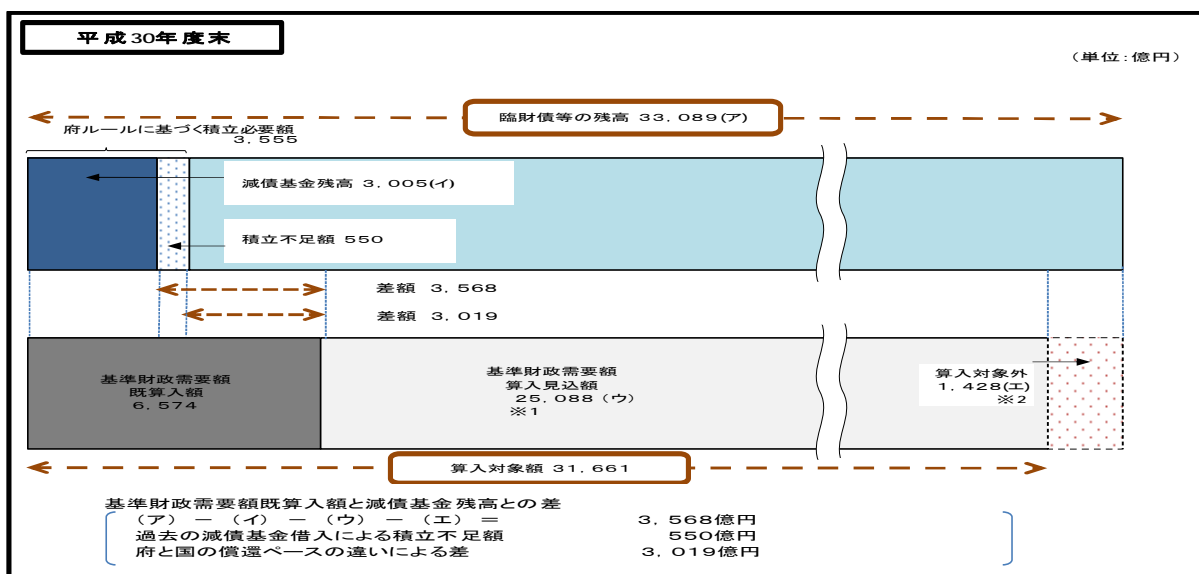 平成30年度末
（単位：億円）
臨財債等の残高 33,089(ア)
府ルールに基づく積立必要額
3,555
減債基金残高 3,005(イ)
積立不足額 550
差額 3,568
差額 3,019
基準財政需要額
既算入額
6,574
基準財政需要額
算入見込額
25,088（ウ）
※1
算入対象外
1,428(エ)
※2
算入対象額 31,661
基準財政需要額既算入額と減債基金残高との差
（ア） － （イ） － （ウ） － （エ） ＝ 3,568億円
過去の減債基金借入による積立不足額 550億円
府と国の償還ペースの違いによる差 3,019億円